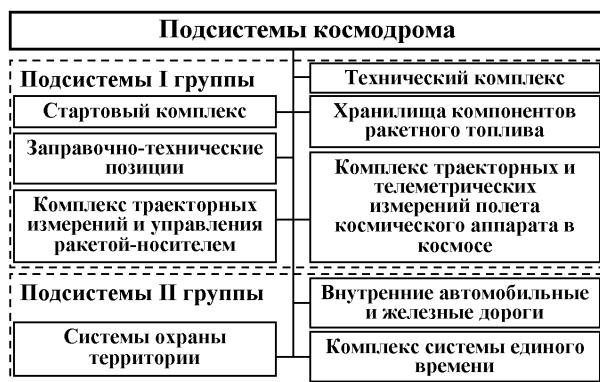 Подсистемы космодрома
Подсистемы I группы
Технический комплекс
Стартовый комплекс
Хранилища компонентов
ракетного топлива
Заправочно-технические
позиции
Комплекс траекторных и
телеметрических
измерений полета
космического аппарата в
космосе
Комплекс траекторных
измерений и управления
ракетой-носителем
Подсистемы II группы
Внутренние автомобильные
и железные дороги
Системы охраны
территории
Комплекс системы единого
времени